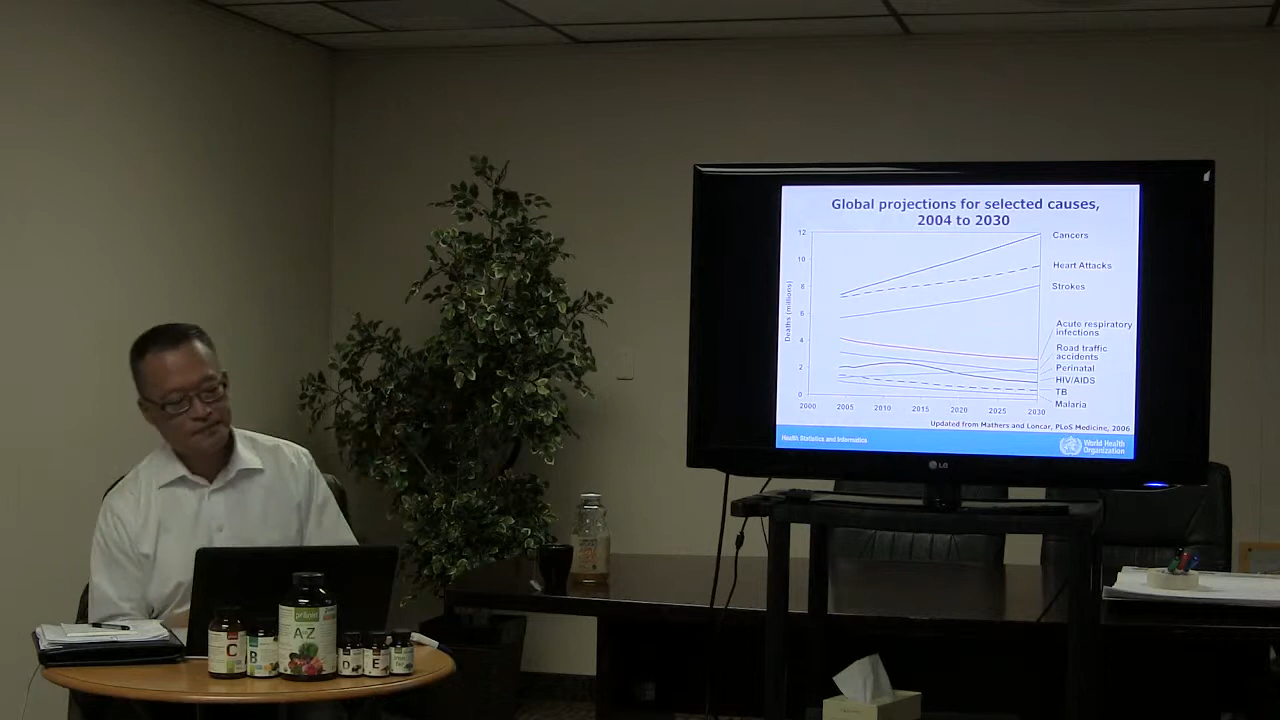 Global projections for selected causes,
2004 to 2030
12
10
8
6
4
2
0
Deaths (millions)
2000
2005
2010
2015
2020
2025
2030
Cancers
Heart Attacks
Strokes
Acute respiratory
infections
Road traffic
accidents
Perinatal
HIV/AIDS
TB
Malaria
Updated from Mathers and Loncar, PLoS Medicine, 2006
Health Statistics and Informatics
World Health
Organization
LG
C
B
A Z
D
E